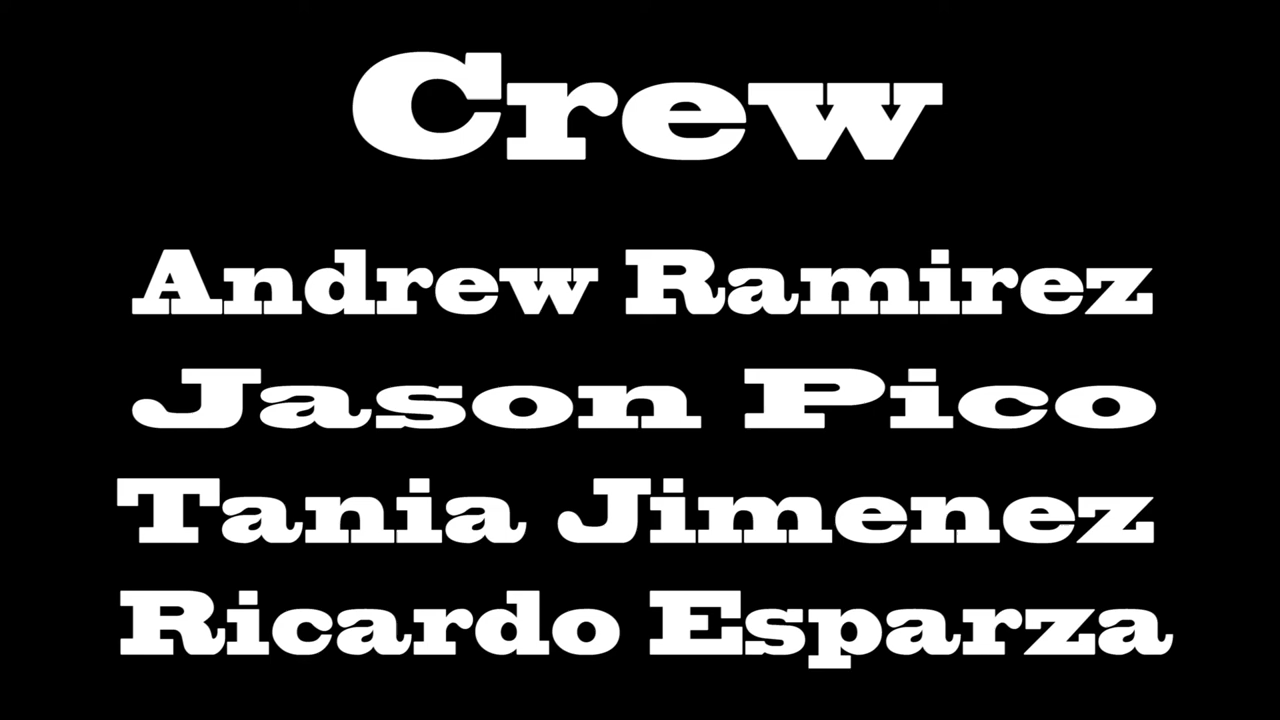 Crew
Andrew Ramirez
Jason Pico
Tania Jimenez
Ricardo Esparza